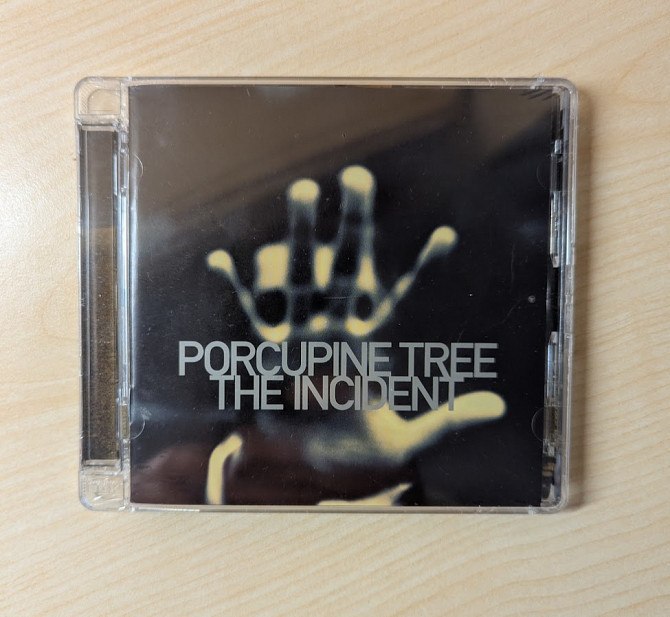 PORCUPINE TREE
THE INCIDENT